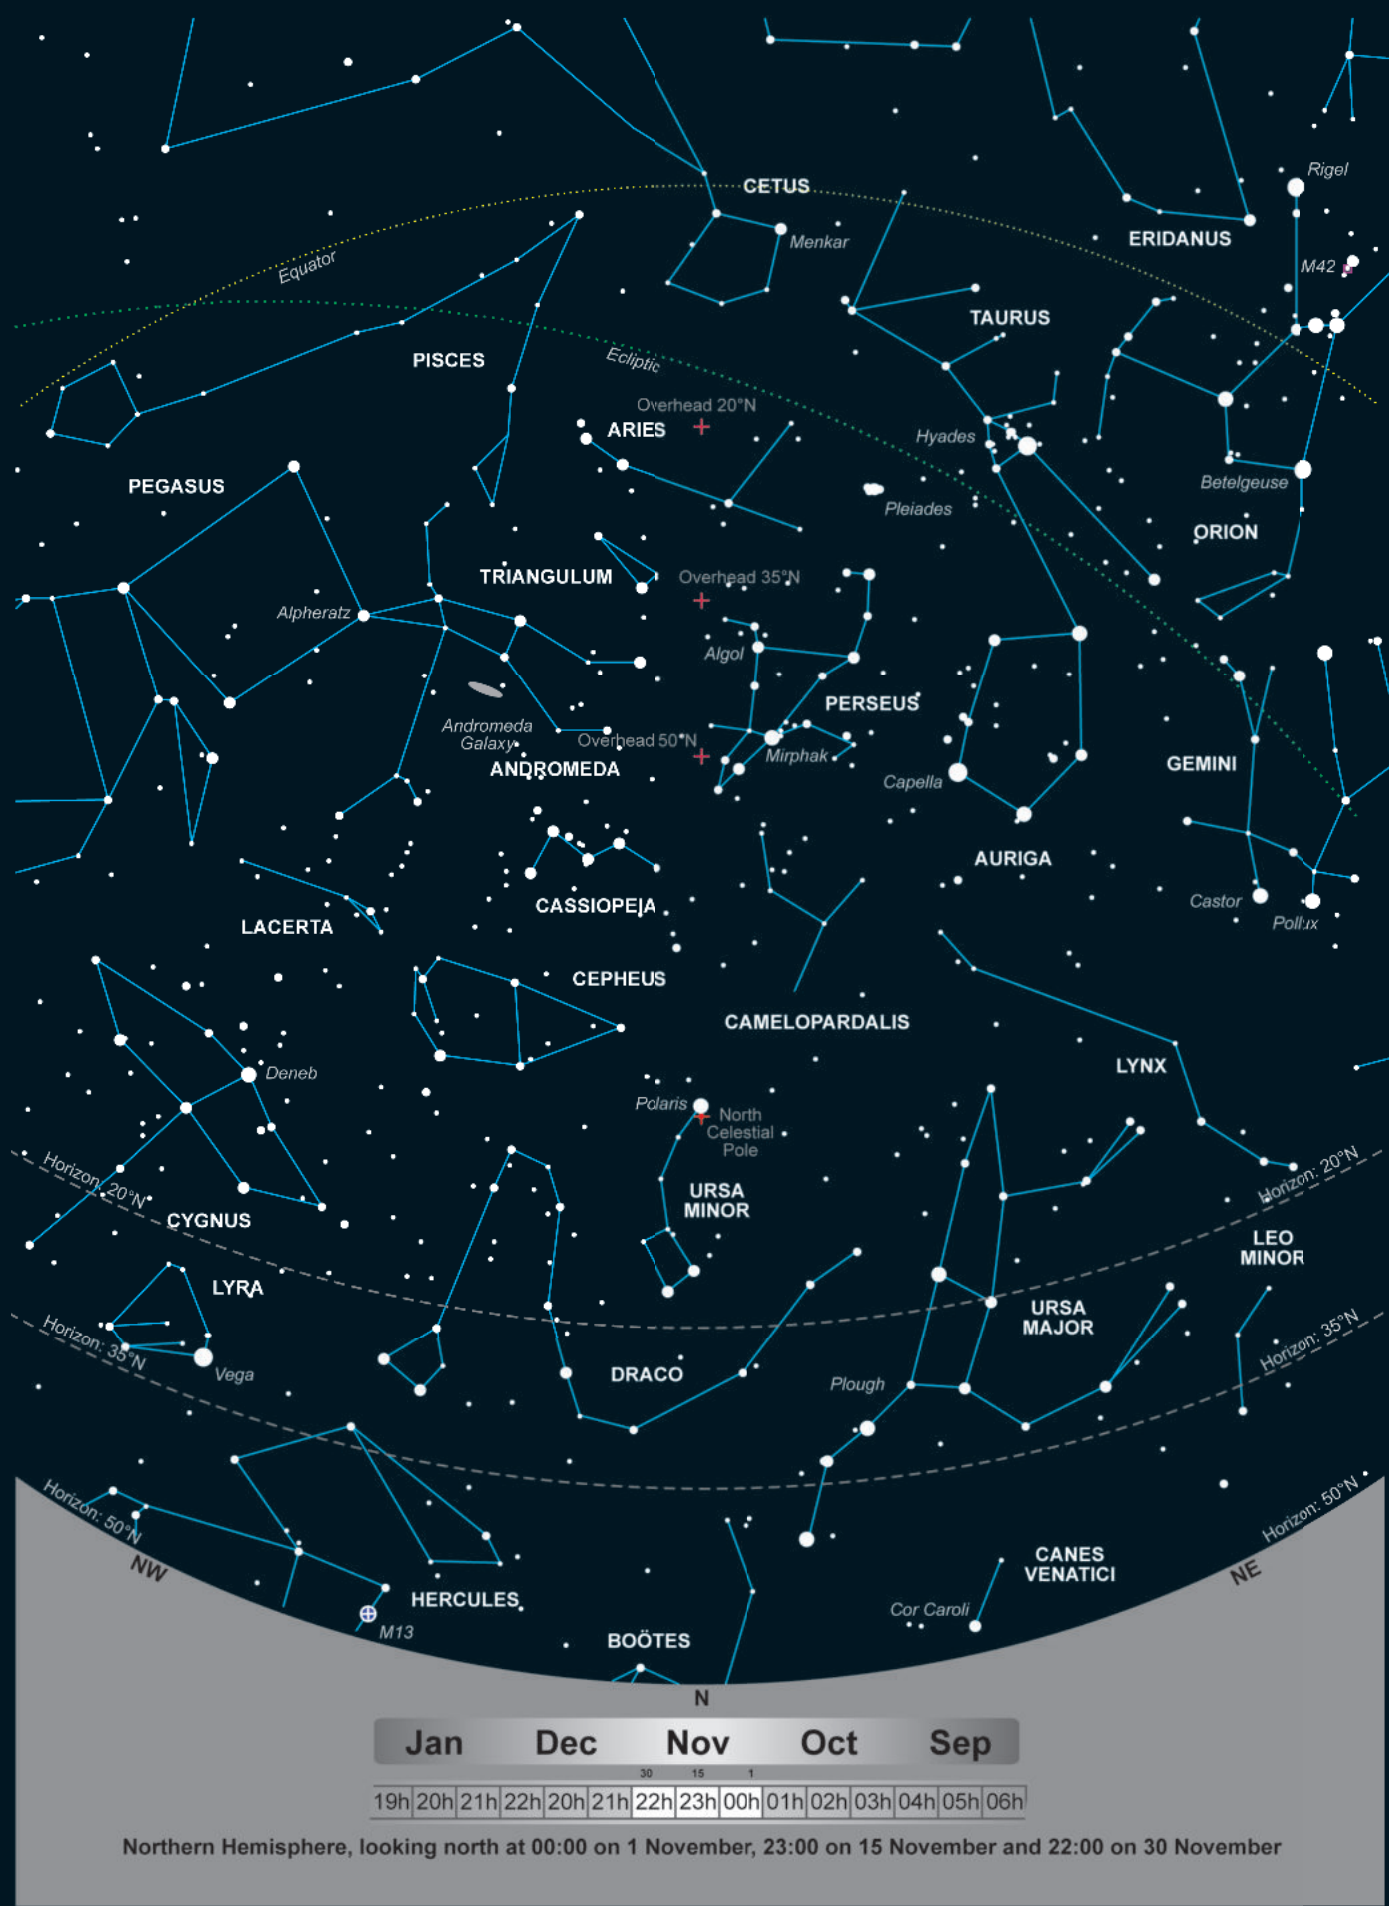 Rigel
CETUS
ERIDANUS
Menkar
M42
Equator
TAURUS
PISCES
Ecliptic
Overhead 20°N
ARIES
Hyades
Betelgeuse
PEGASUS
Pleiades
ORION
TRIANGULUM
Overhead 35°N
Alpheratz
Algol
PERSEUS
Andromeda
Galaxy
Overhead 50°N
Mirphak
GEMINI
ANDROMEDA
Capella
AURIGA
CASSIOPEJA
Castor
Pollux
LACERTA
CEPHEUS
CAMELOPARDALIS
LYNX
Deneb
Polaris
North
Celestial
Pole
Horizon: 20°N
Horizon: 20°N
URSA
MINOR
CYGNUS
LEO
MINOR
LYRA
URSA
MAJOR
Horizon: 35°N
Horizon: 35°N
Vega
DRACO
Plough
Horizon: 50°N
Horizon: 50°N
NW
NE
CANES
VENATICI
HERCULES
Cor Caroli
M13
BOÖTES
N
Jan Dec Nov Oct Sep
30 15 1
19h 20h 21h 22h 20h 21h 22h 23h 00h 01h 02h 03h 04h 05h 06h
Northern Hemisphere, looking north at 00:00 on 1 November, 23:00 on 15 November and 22:00 on 30 November